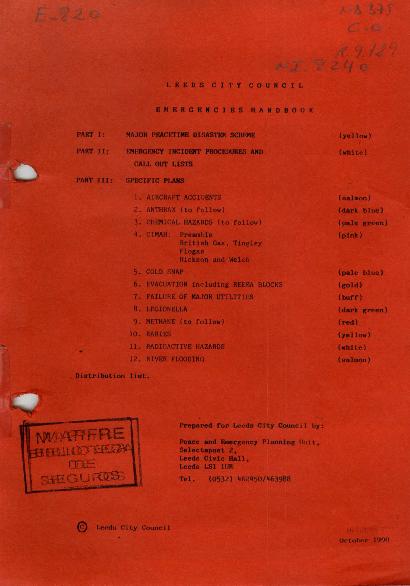 E-820
C-0
R.9129
NI.8240
LEEDS CITY COUNCIL
EMERGENCIES HANDBOOK
PART I: MAJOR PEACETIME DISASTER SCHEME (yellow)
PART II: EMERGENCY INCIDENT PROCEDURES AND (white)
CALL OUT LISTS
PART III: SPECIFIC PLANS
1. AIRCRAFT ACCIDENTS (salmon)
2. ANTHRAX (to follow) (dark blue)
3. CHEMICAL HAZARDS (to follow) (pale green)
4. CIMAH: Preamble (pink)
British Gas, Tingley
Flogas
Hickson and Welch
5. COLD SNAP (pale blue)
6. EVACUATION including REEMA BLOCKS (gold)
7. FAILURE OF MAJOR UTILITIES (buff)
8. LEGIONELLA (dark green)
9. METHANE (to follow) (red)
10. RABIES (yellow)
11. RADIOACTIVE HAZARDS (white)
12. RIVER FLOODING (salmon)
Distribution list.
Prepared for Leeds City Council by:
Peace and Emergency Planning Unit,
Selectapost 2,
Leeds Civic Hall,
Leeds LS1 1UR
Tel. (0532) 462450/463988
MAPFRE
DE
SEGUROS
© Leeds City Council
October 1990